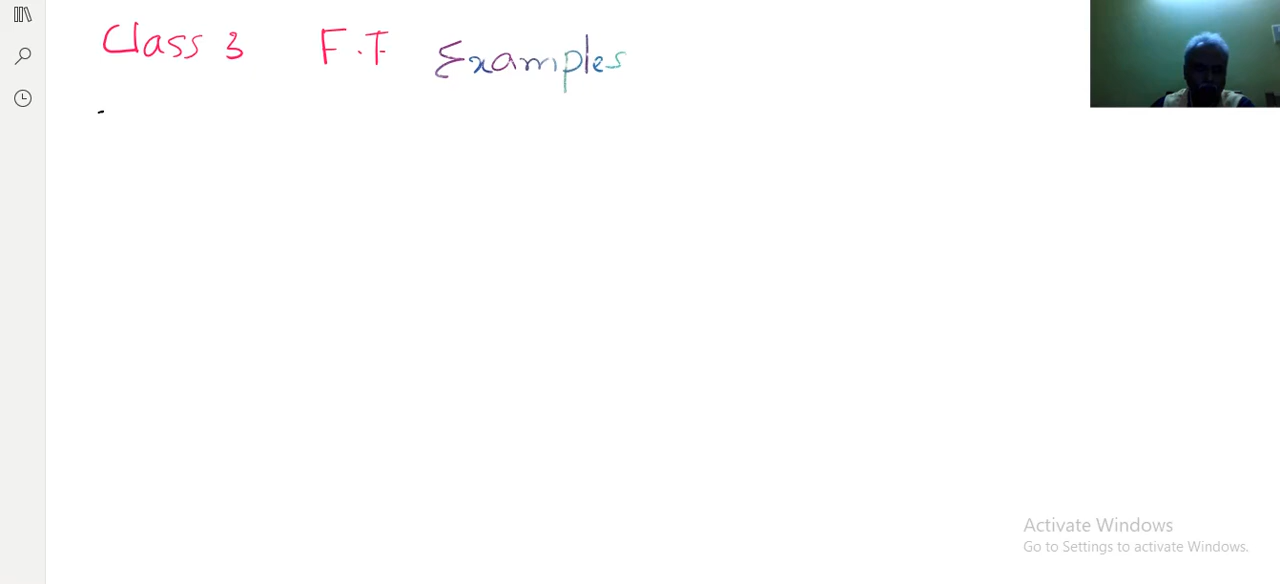 Class 3 F.T Examples
Activate Windows
Go to Settings to activate Windows.